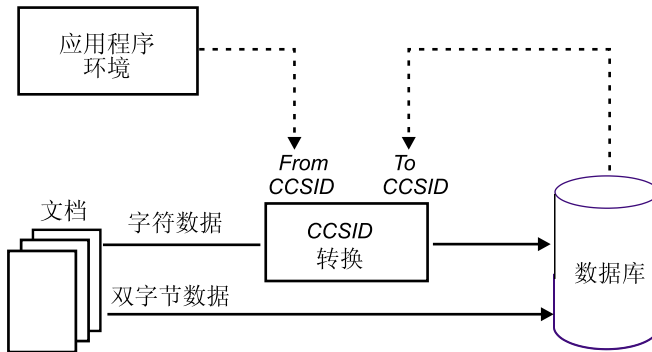 应用程序
环境
From
CCSID
To
CCSID
文档
字符数据
CCSID
转换
数据库
双字节数据